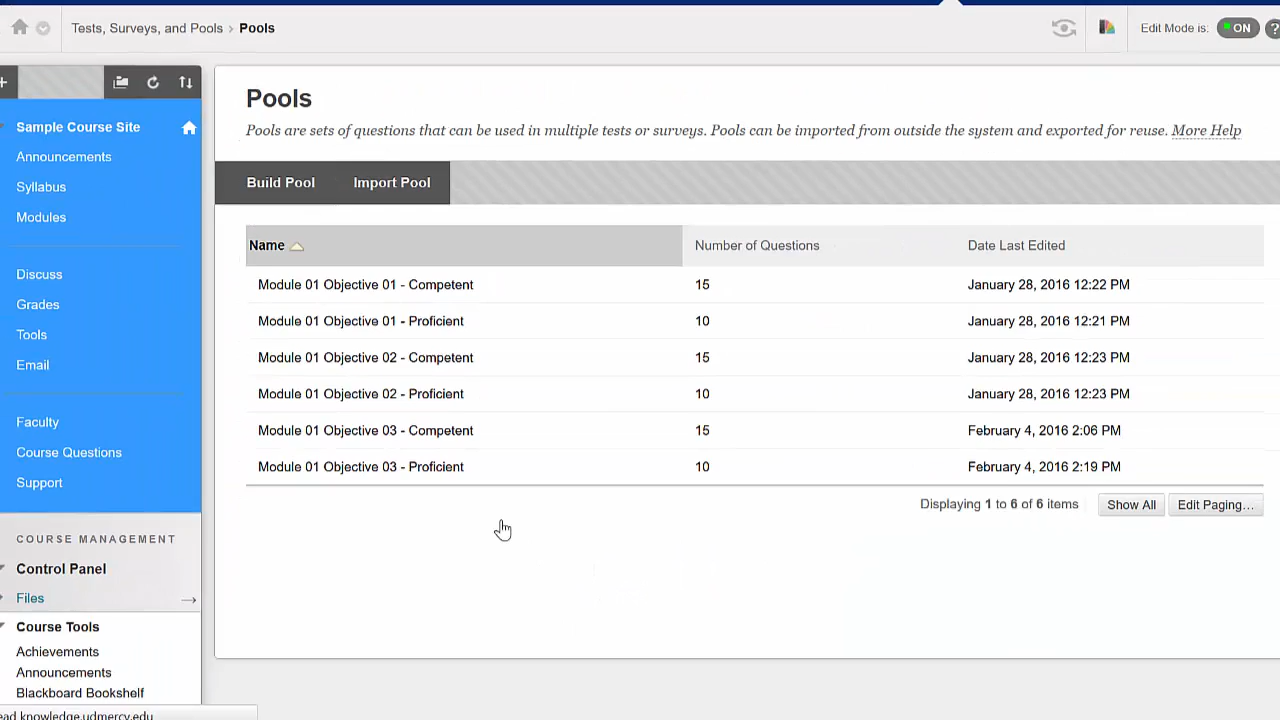 Tests, Surveys, and Pools > Pools
Edit Mode is: ON ?
Sample Course Site
Announcements
Syllabus
Modules
Discuss
Grades
Tools
Email
Faculty
Course Questions
Support
COURSE MANAGEMENT
Control Panel
Files
Course Tools
Achievements
Announcements
Blackboard Bookshelf
ead knowledge.udmercy.edu
Pools
Pools are sets of questions that can be used in multiple tests or surveys. Pools can be imported from outside the system and exported for reuse. More Help
Build Pool Import Pool
Name Number of Questions Date Last Edited
Module 01 Objective 01 - Competent 15 January 28, 2016 12:22 PM
Module 01 Objective 01 - Proficient 10 January 28, 2016 12:21 PM
Module 01 Objective 02 - Competent 15 January 28, 2016 12:23 PM
Module 01 Objective 02 - Proficient 10 January 28, 2016 12:23 PM
Module 01 Objective 03 - Competent 15 February 4, 2016 2:06 PM
Module 01 Objective 03 - Proficient 10 February 4, 2016 2:19 PM
Displaying 1 to 6 of 6 items Show All Edit Paging...